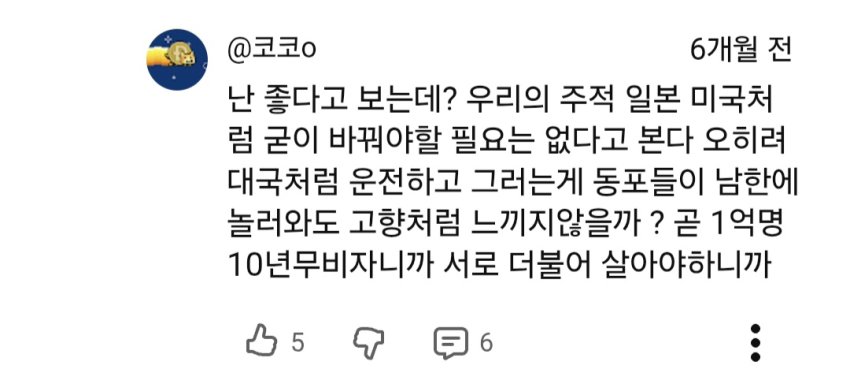 @코코o
6개월 전
난 좋다고 보는데? 우리의 주적 일본 미국처
럼 굳이 바꿔야할 필요는 없다고 본다 오히려
대국처럼 운전하고 그러는게 동포들이 남한에
놀러와도 고향처럼 느끼지않을까 ? 곧 1억명
10년무비자니까 서로 더불어 살아야하니까
5
6